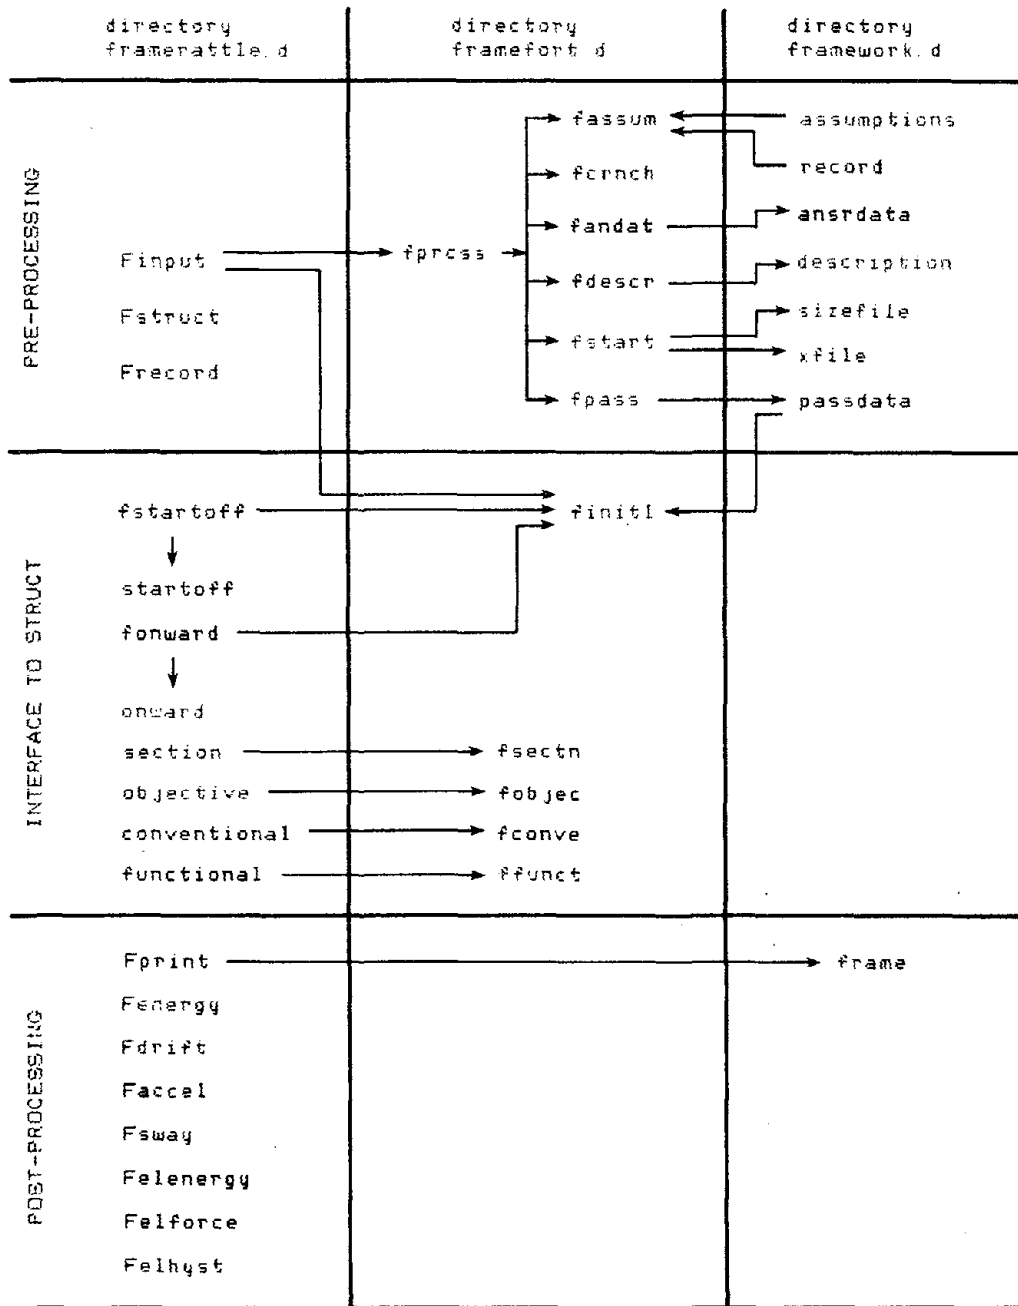 directory
framerattle.d
directory
framefort.d
directory
framework.d
PRE-PROCESSING
Finput
Fstruct
Frecord
fprcss
fassum
fcrnch
fandat
fdescr
fstart
fpass
assumptions
record
ansrdata
description
sizefile
xfile
passdata
INTERFACE TO STRUCT
fstartoff
startoff
fonward
onward
section
objective
conventional
functional
finitl
fsectn
fobjec
fconve
ffunct
POST-PROCESSING
Fprint
Fenergy
Fdrift
Faccel
Fsway
Felenergy
Felforce
Felhyst
frame